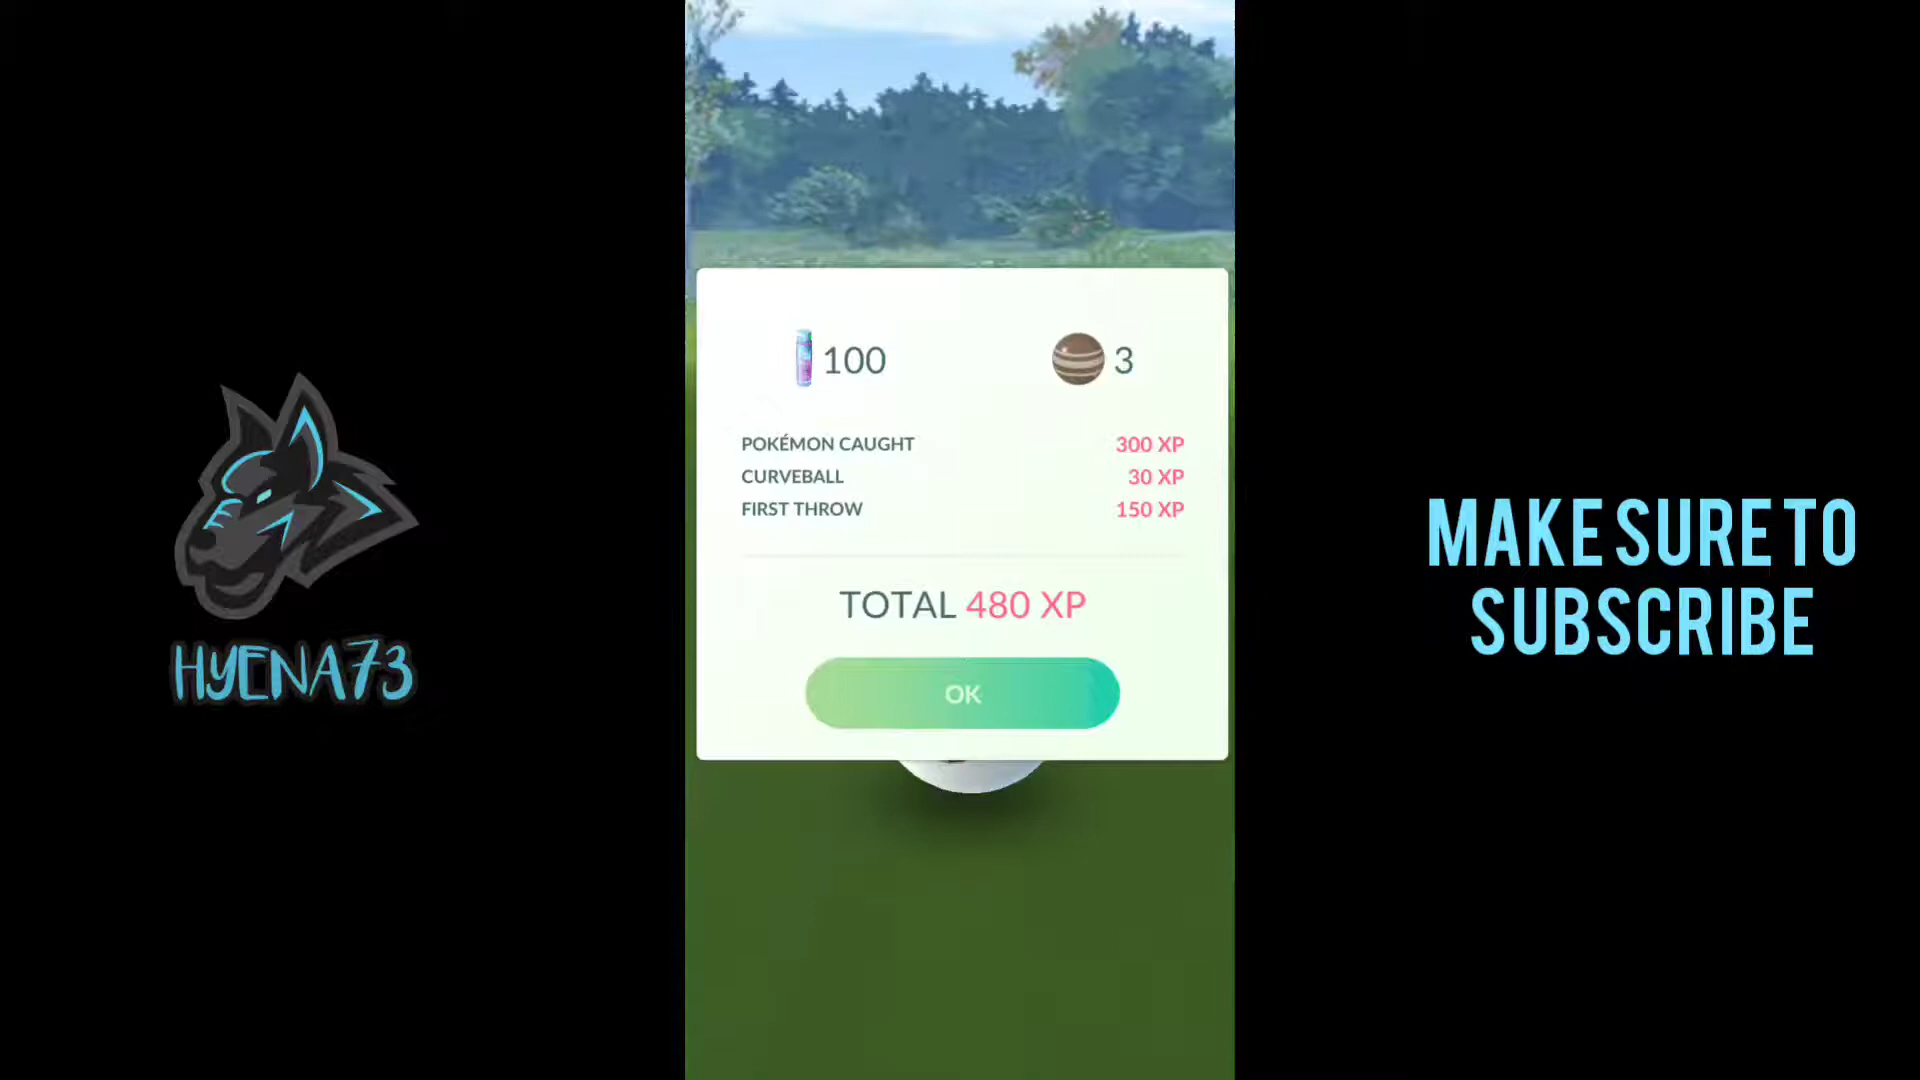 100 3
POKÉMON CAUGHT 300 XP
CURVEBALL 30 XP
FIRST THROW 150 XP
TOTAL 480 XP
OK
HYENA73
MAKE SURE TO
SUBSCRIBE